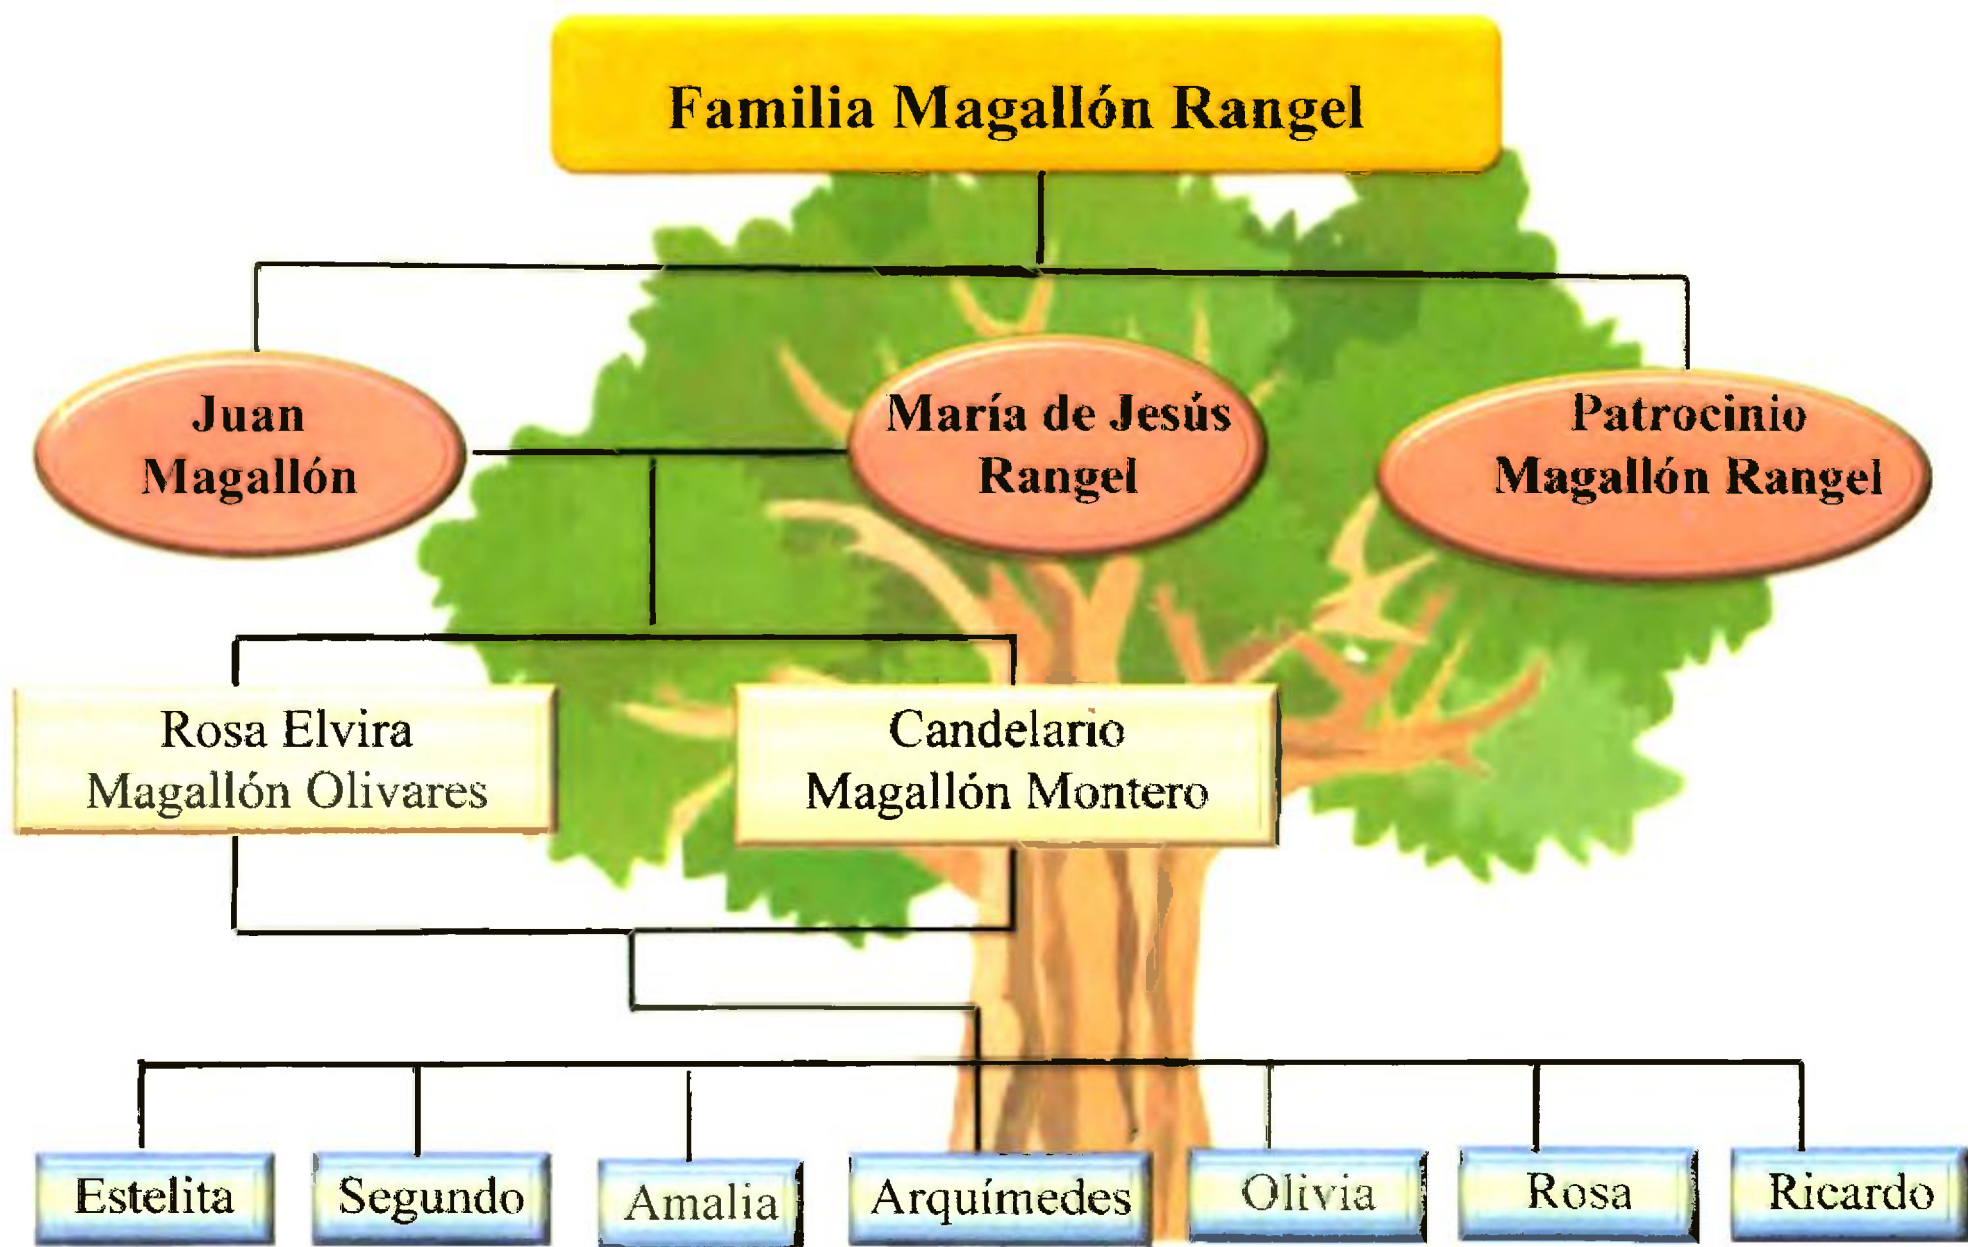 Familia Magallón Rangel
Juan
Magallón
María de Jesús
Rangel
Patrocinio
Magallón Rangel
Rosa Elvira
Magallón Olivares
Candelario
Magallón Montero
Estelita
Segundo
Amalia
Arquímedes
Olivia
Rosa
Ricardo